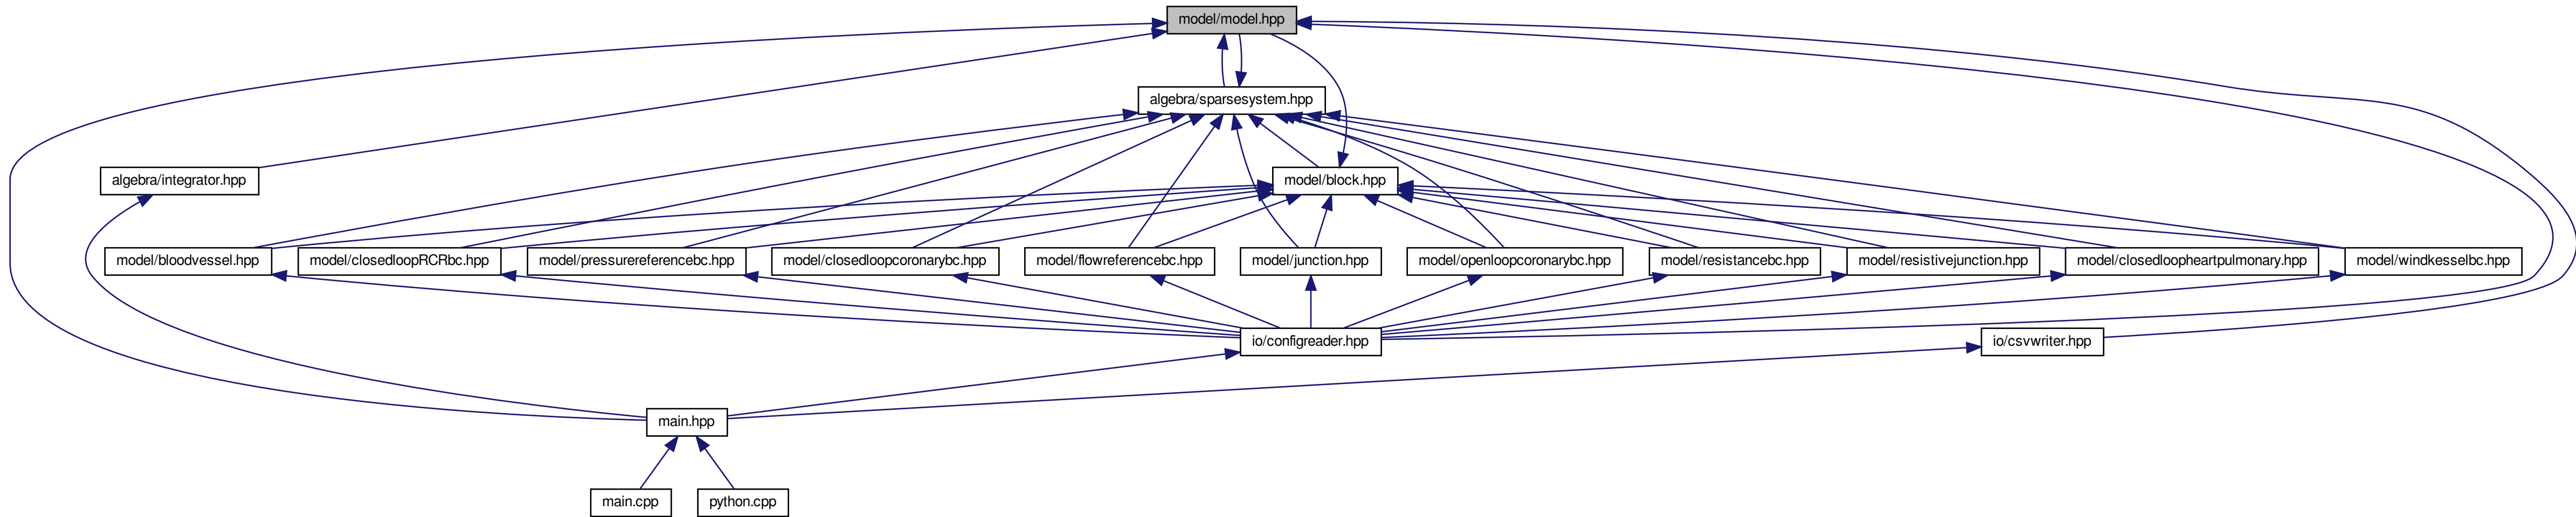 model/model.hpp
algebra/sparsesystem.hpp
algebra/integrator.hpp
model/block.hpp
model/bloodvessel.hpp
model/closedloopRCRbc.hpp
model/pressurereferencebc.hpp
model/closedloopcoronarybc.hpp
model/flowreferencebc.hpp
model/junction.hpp
model/openloopcoronarybc.hpp
model/resistancebc.hpp
model/resistivejunction.hpp
model/closedloopheartpulmonary.hpp
model/windkesselbc.hpp
io/configreader.hpp
io/csvwriter.hpp
main.hpp
main.cpp
python.cpp